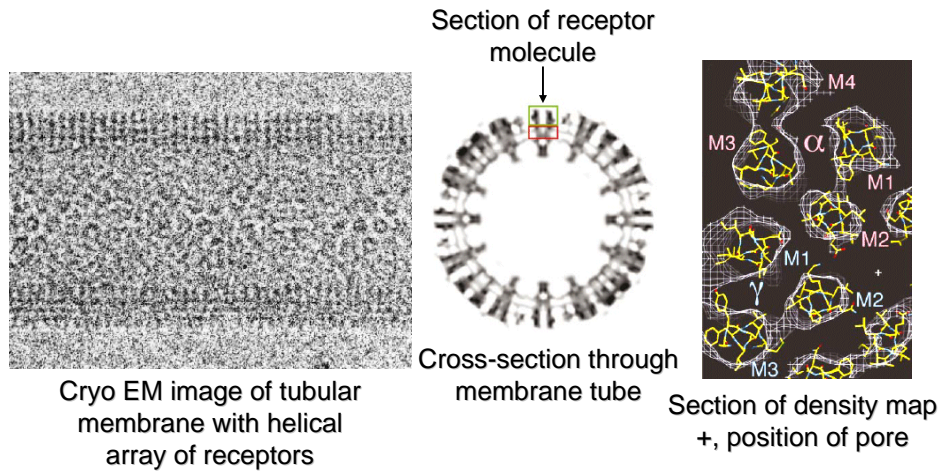 Section of receptor
molecule
M4
M3
α
M1
M2
M1
γ
M2
+
M3
Cryo EM image of tubular
membrane with helical
array of receptors
Cross-section through
membrane tube
Section of density map
+, position of pore